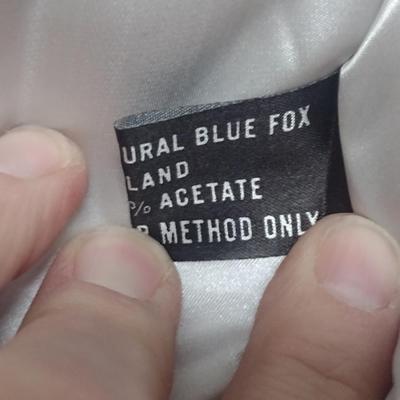 URAL BLUE FOX
LAND
% ACETATE
METHOD ONLY